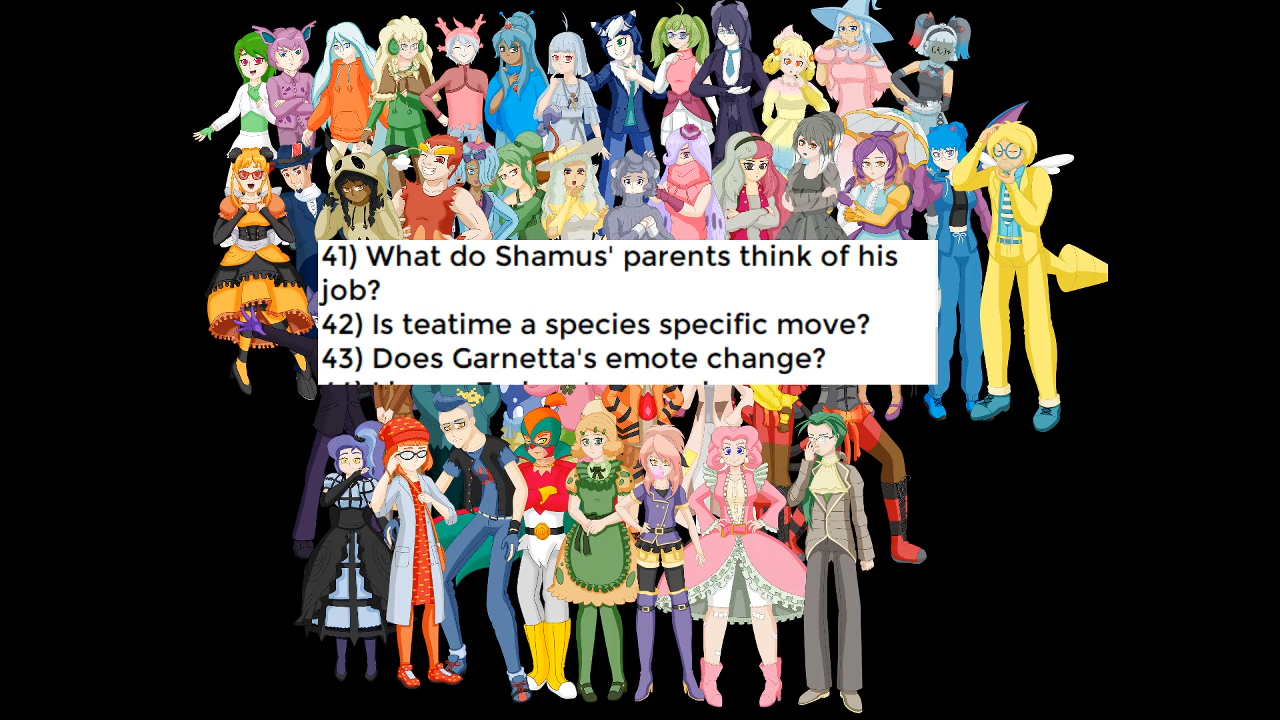 41) What do Shamus' parents think of his
job?
42) Is teatime a species specific move?
43) Does Garnetta's emote change?